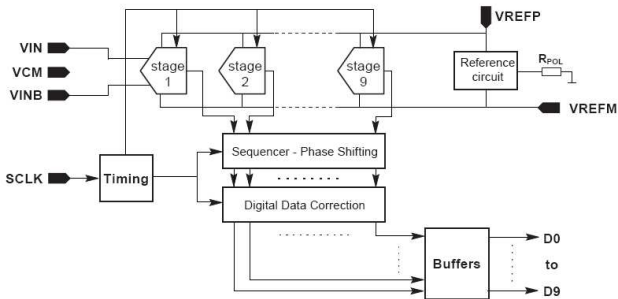 VREFP
VIN
VCM
VINB
stage 1
stage 2
stage 9
Reference circuit
RPOL
VREFM
Sequencer - Phase Shifting
SCLK
Timing
Digital Data Correction
Buffers
D0
to
D9